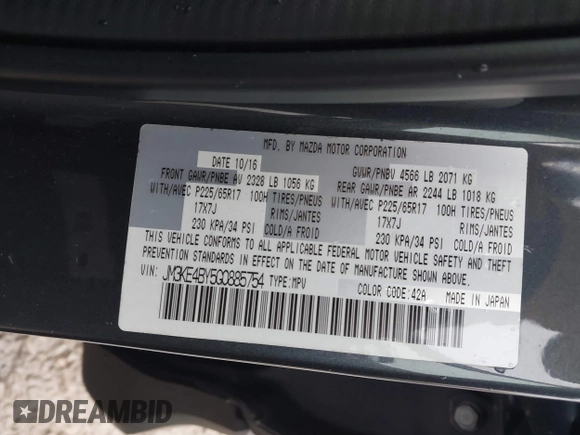 MFD. BY MAZDA MOTOR CORPORATION
DATE 10/16 GVWR/PNBV 4566 LB 2071 KG
FRONT GAWR/PNBE AV 2328 LB 1056 KG REAR GAWR/PNBE AR 2244 LB 1018 KG
WITH/AVEC P225/65R17 100H TIRES/PNEUS WITH/AVEC P225/65R17 100H TIRES/PNEUS
17X7J RIMS/JANTES 17X7J RIMS/JANTES
230 KPA/34 PSI COLD/A FROID 230 KPA/34 PSI COLD/A FROID
THIS VEHICLE CONFORMS TO ALL APPLICABLE FEDERAL MOTOR VEHICLE SAFETY AND THEFT
PREVENTION STANDARDS IN EFFECT ON THE DATE OF MANUFACTURE SHOWN ABOVE.
VIN: JM3KE4BY5G0885754 TYPE:MPV COLOR CODE:42A MADE IN JAPAN
DREAMBID